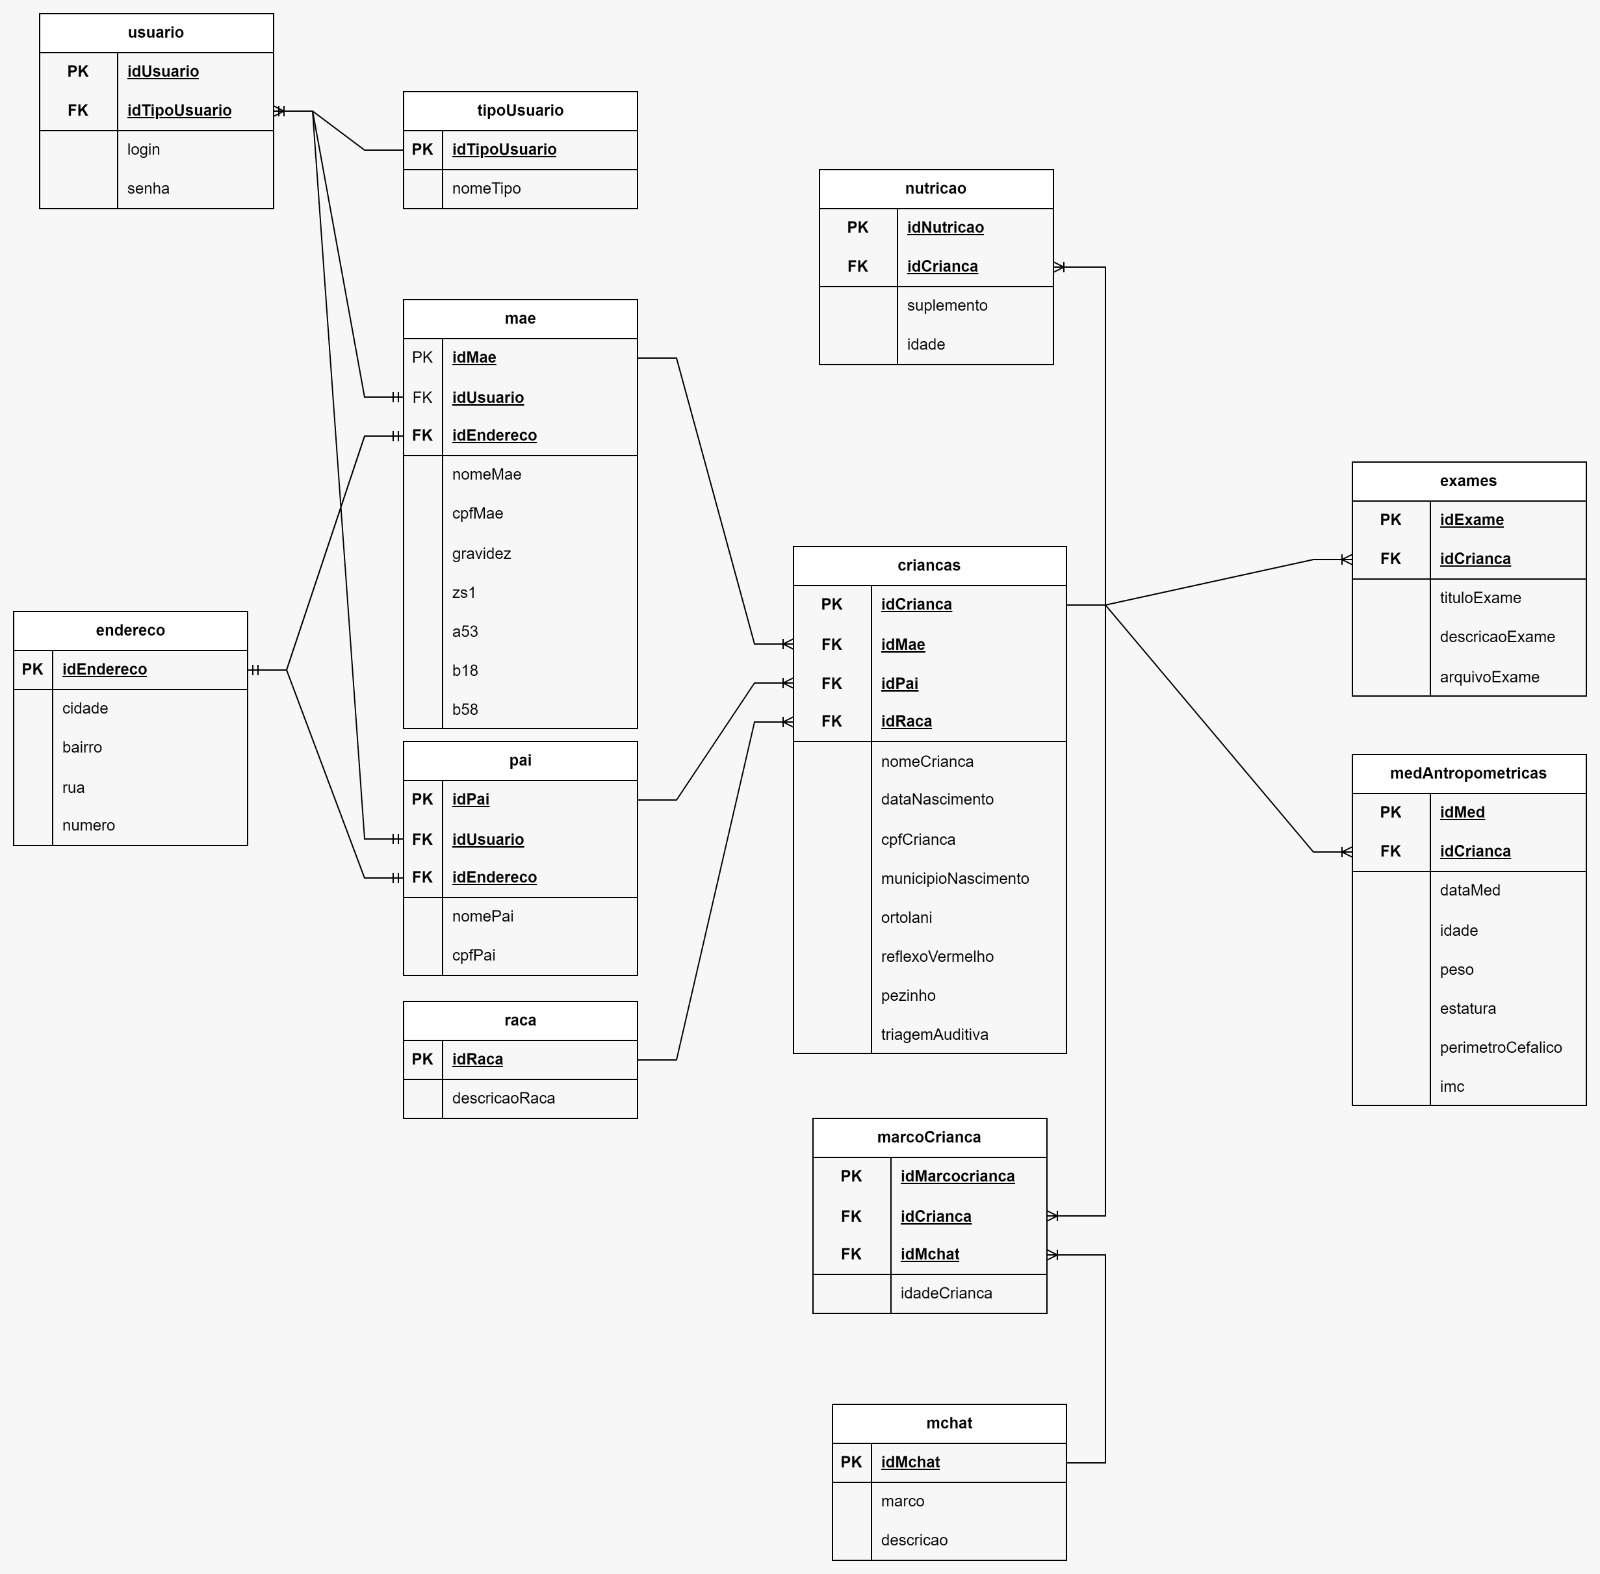 usuario
PK idUsuario
FK idTipoUsuario
login
senha
tipoUsuario
PK idTipoUsuario
nomeTipo
nutricao
PK idNutricao
FK idCrianca
suplemento
idade
mae
PK idMae
FK idUsuario
FK idEndereco
nomeMae
cpfMae
gravidez
zs1
a53
b18
b58
exames
PK idExame
FK idCrianca
tituloExame
descricaoExame
arquivoExame
criancas
PK idCrianca
FK idMae
FK idPai
FK idRaca
nomeCrianca
dataNascimento
cpfCrianca
municipioNascimento
ortolani
reflexoVermelho
pezinho
triagemAuditiva
endereco
PK idEndereco
cidade
bairro
rua
numero
pai
PK idPai
FK idUsuario
FK idEndereco
nomePai
cpfPai
medAntropometricas
PK idMed
FK idCrianca
dataMed
idade
peso
estatura
perimetroCefalico
imc
raca
PK idRaca
descricaoRaca
marcoCrianca
PK idMarcocrianca
FK idCrianca
FK idMchat
idadeCrianca
mchat
PK idMchat
marco
descricao